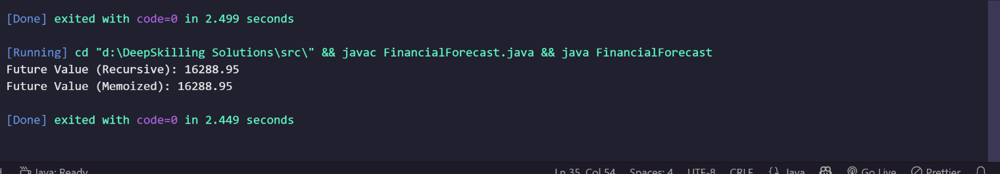 [Done] exited with code=0 in 2.499 seconds
[Running] cd "d:\DeepSkilling Solutions\src\" && javac FinancialForecast.java && java FinancialForecast
Future Value (Recursive): 16288.95
Future Value (Memoized): 16288.95
[Done] exited with code=0 in 2.449 seconds
Java: Ready Ln 35, Col 54 Spaces: 4 UTF-8 CRLF {} Java Go Live Prettier